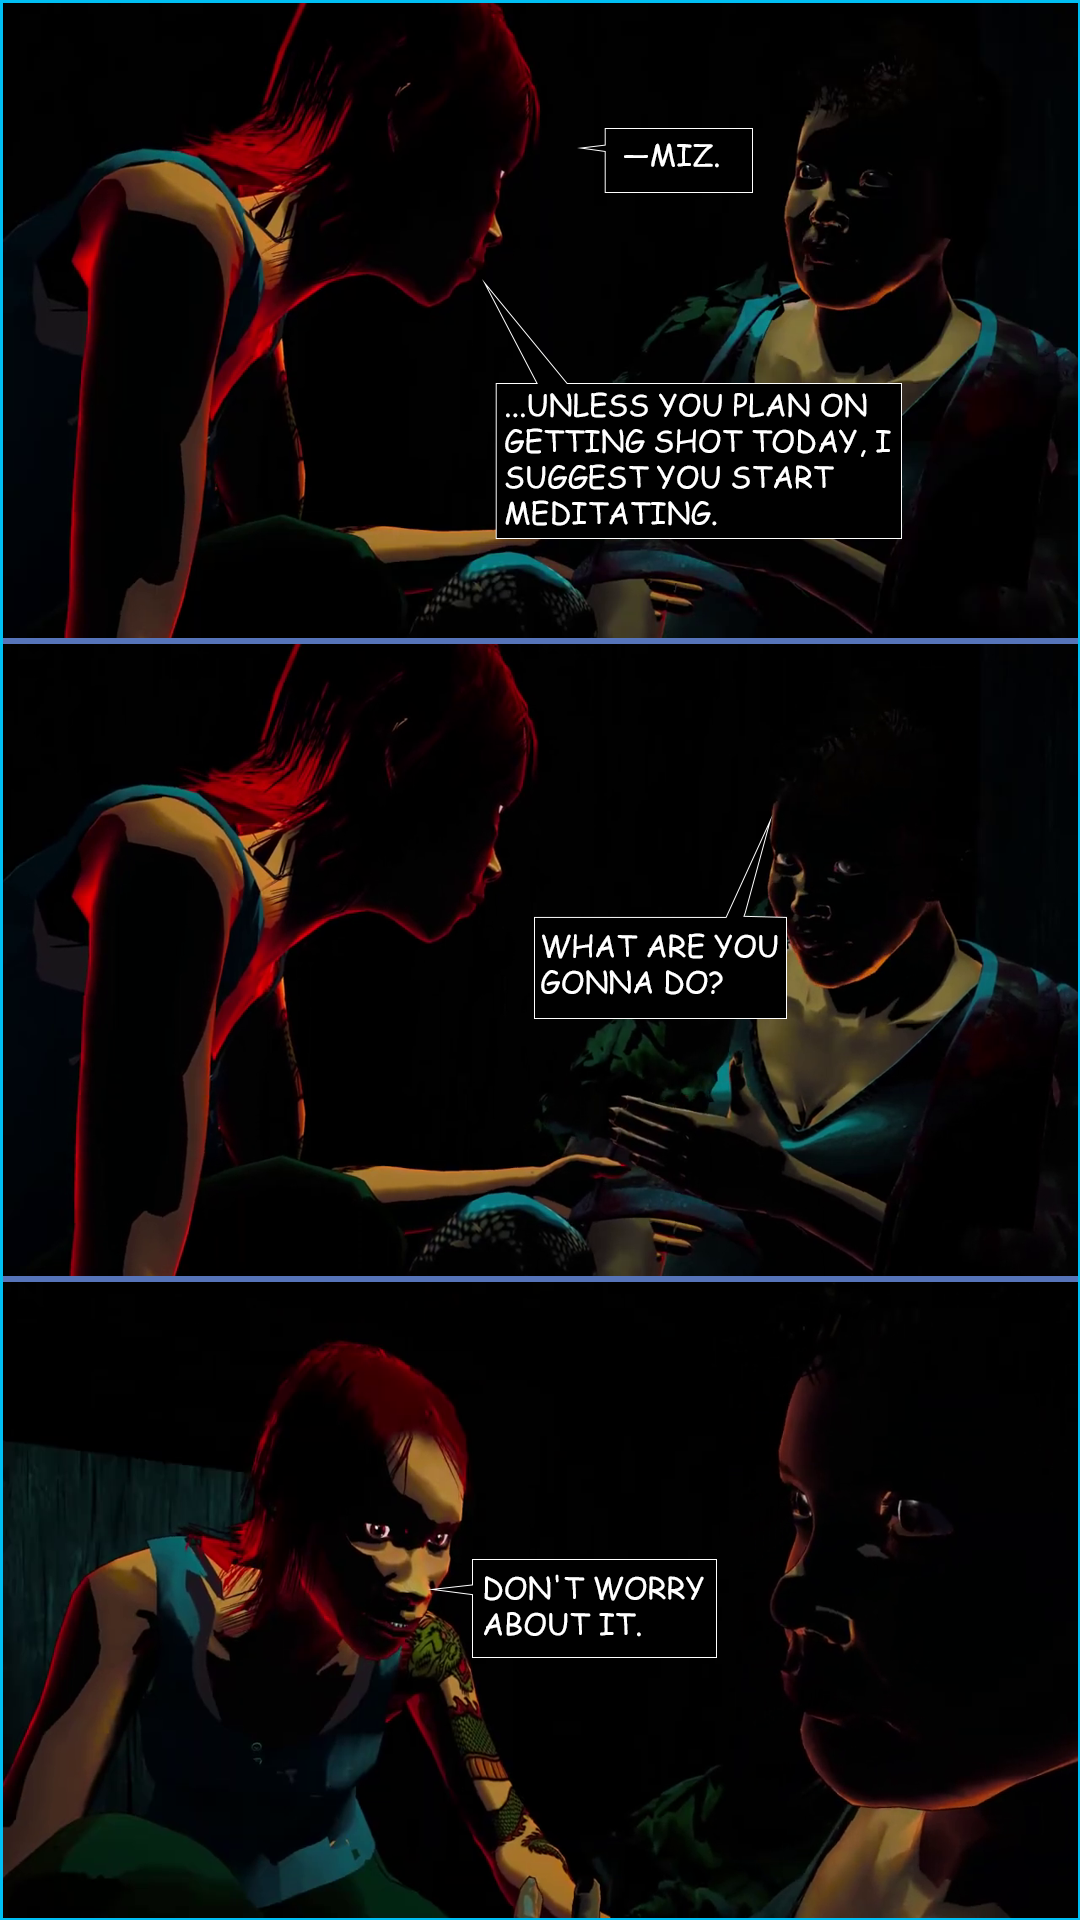 —MIZ.
...UNLESS YOU PLAN ON
GETTING SHOT TODAY, I
SUGGEST YOU START
MEDITATING.
WHAT ARE YOU
GONNA DO?
DON'T WORRY
ABOUT IT.